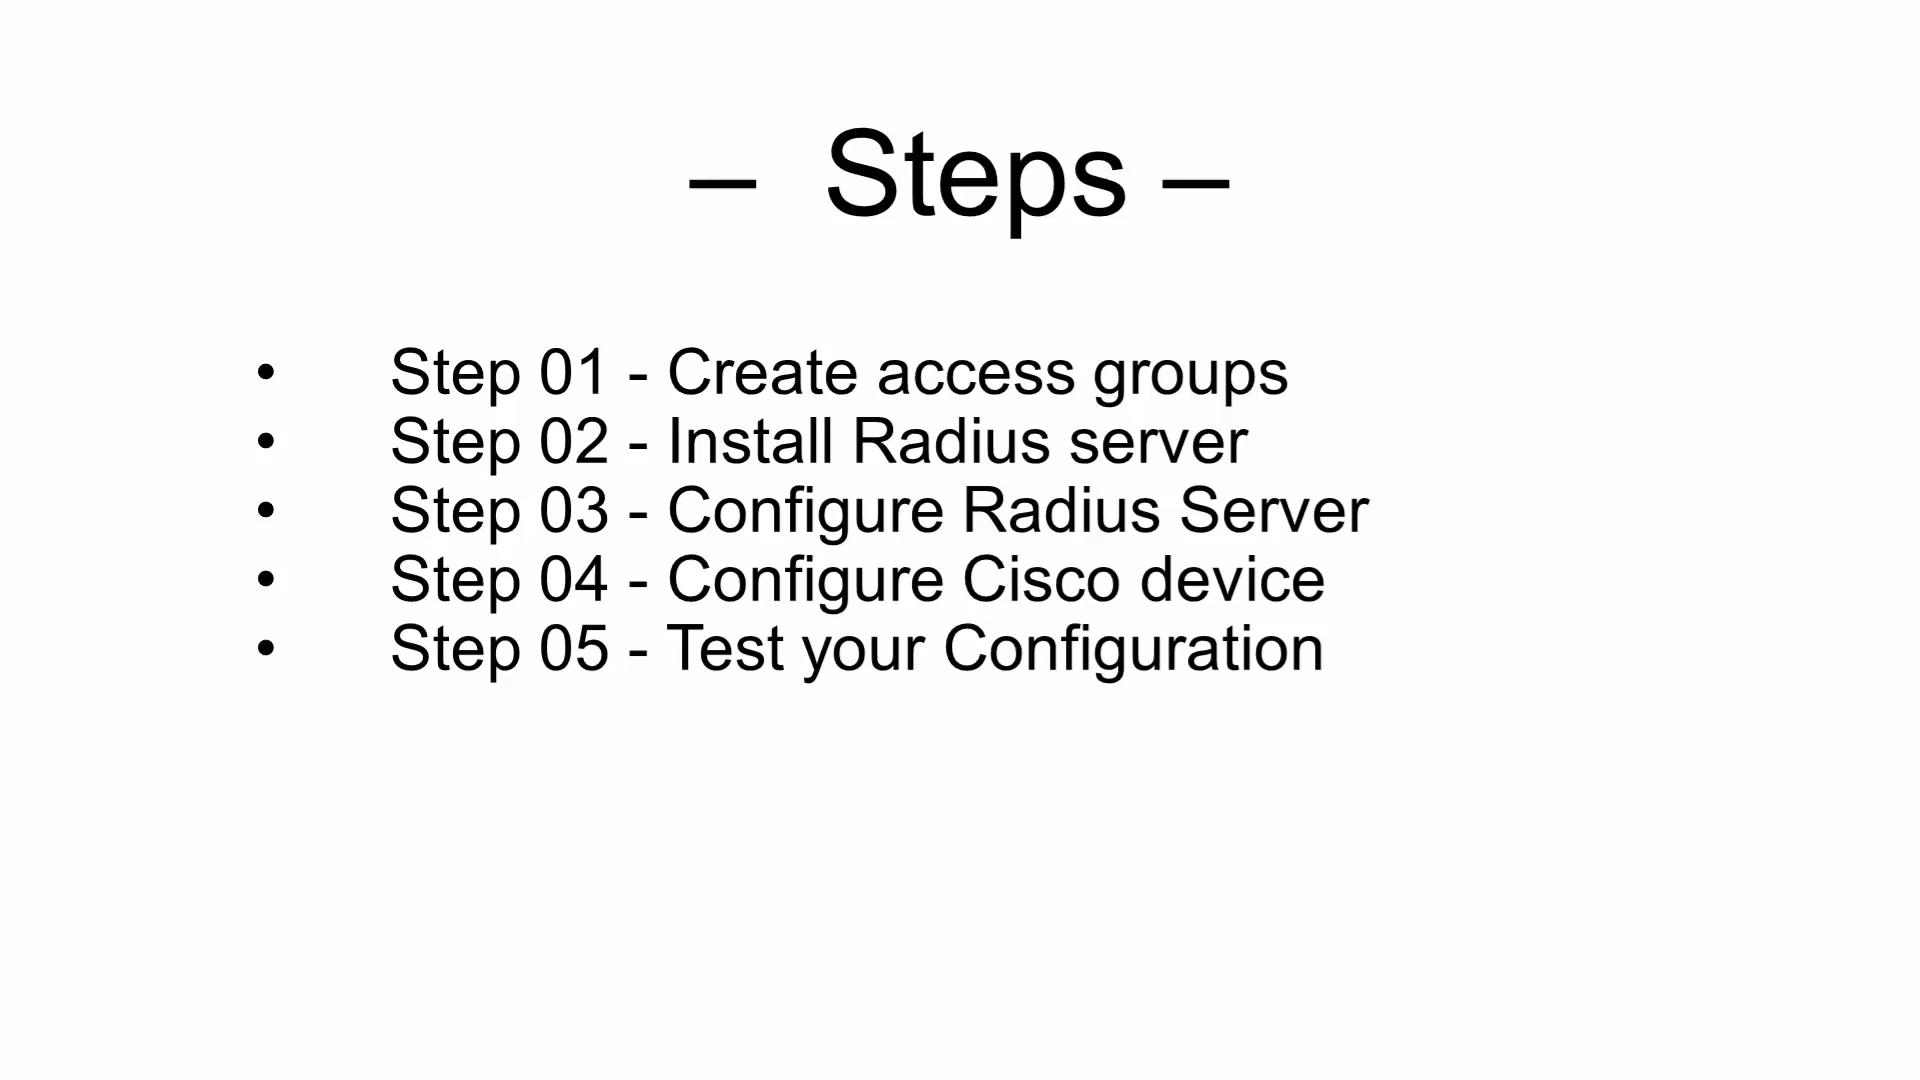 – Steps –
• Step 01 - Create access groups
• Step 02 - Install Radius server
• Step 03 - Configure Radius Server
• Step 04 - Configure Cisco device
• Step 05 - Test your Configuration